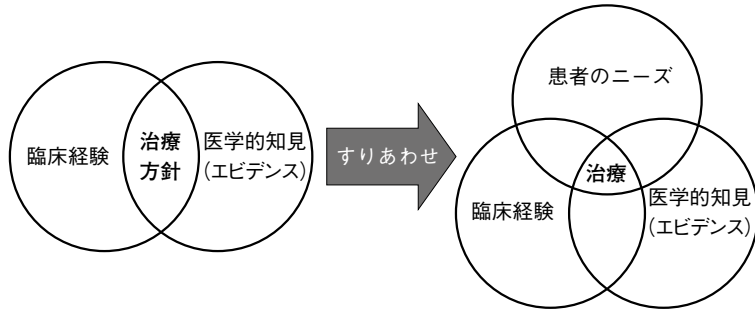 臨床経験
治療
方針
医学的知見
(エビデンス)
すりあわせ
患者のニーズ
治療
臨床経験
医学的知見
(エビデンス)